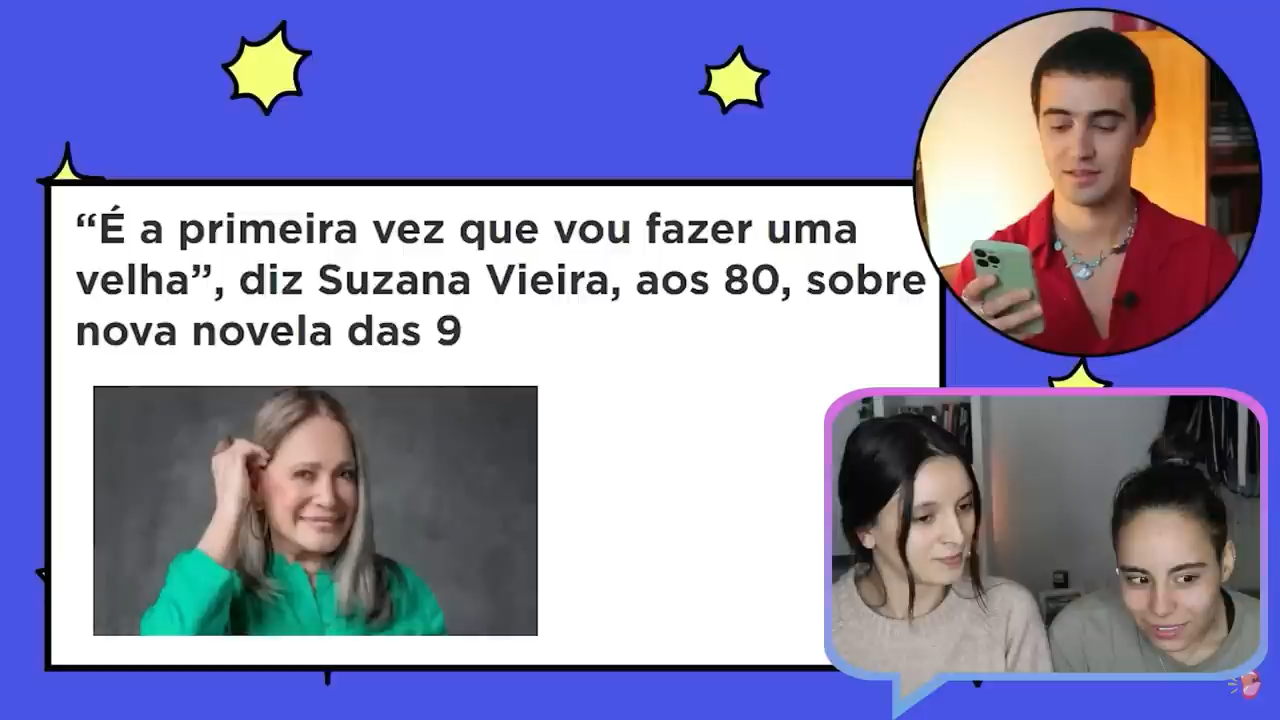 “É a primeira vez que vou fazer uma
velha”, diz Suzana Vieira, aos 80, sobre
nova novela das 9